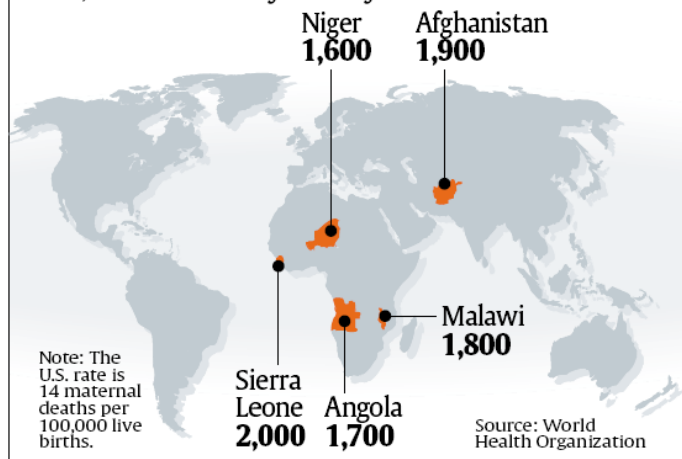 Niger
1,600
Afghanistan
1,900
Malawi
1,800
Sierra
Leone
2,000
Angola
1,700
Note: The
U.S. rate is
14 maternal
deaths per
100,000 live
births.
Source: World
Health Organization